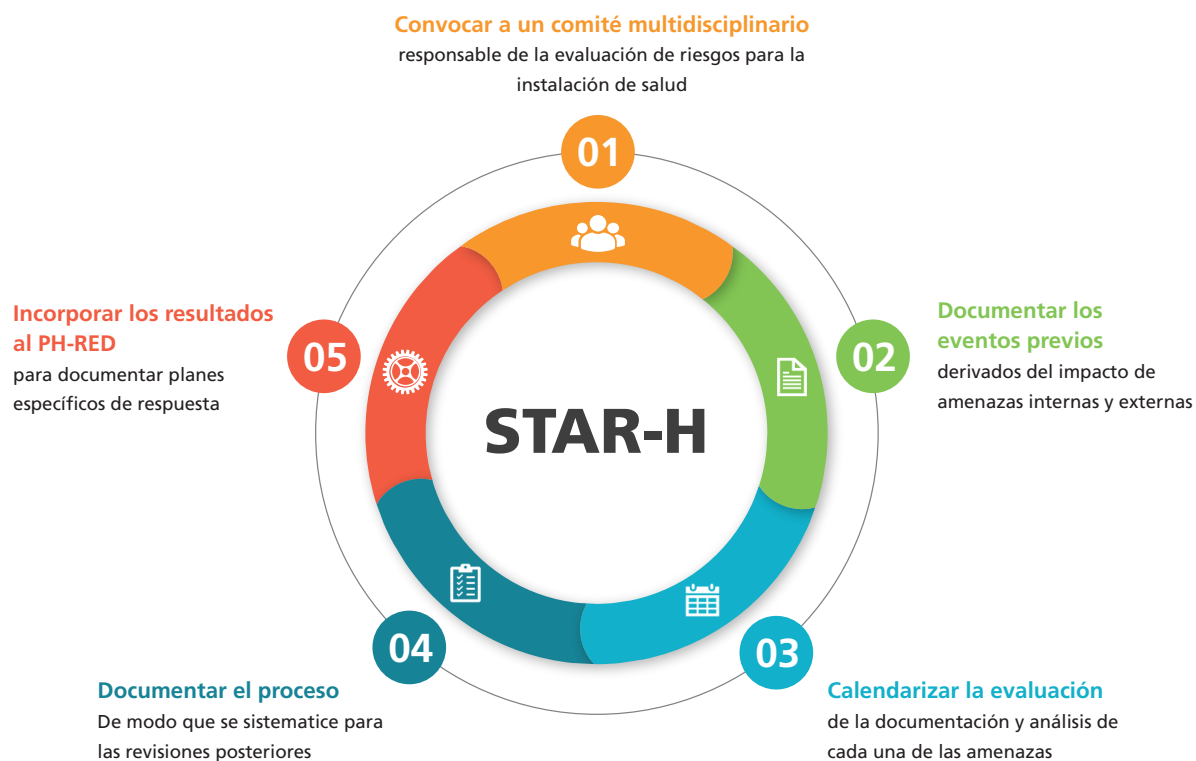 Convocar a un comité multidisciplinario
responsable de la evaluación de riesgos para la
instalación de salud
01
Documentar los
eventos previos
derivados del impacto de
amenazas internas y externas
02
Calendarizar la evaluación
de la documentación y análisis de
cada una de las amenazas
03
Documentar el proceso
De modo que se sistematice para
las revisiones posteriores
04
Incorporar los resultados
al PH-RED
para documentar planes
específicos de respuesta
05
STAR-H